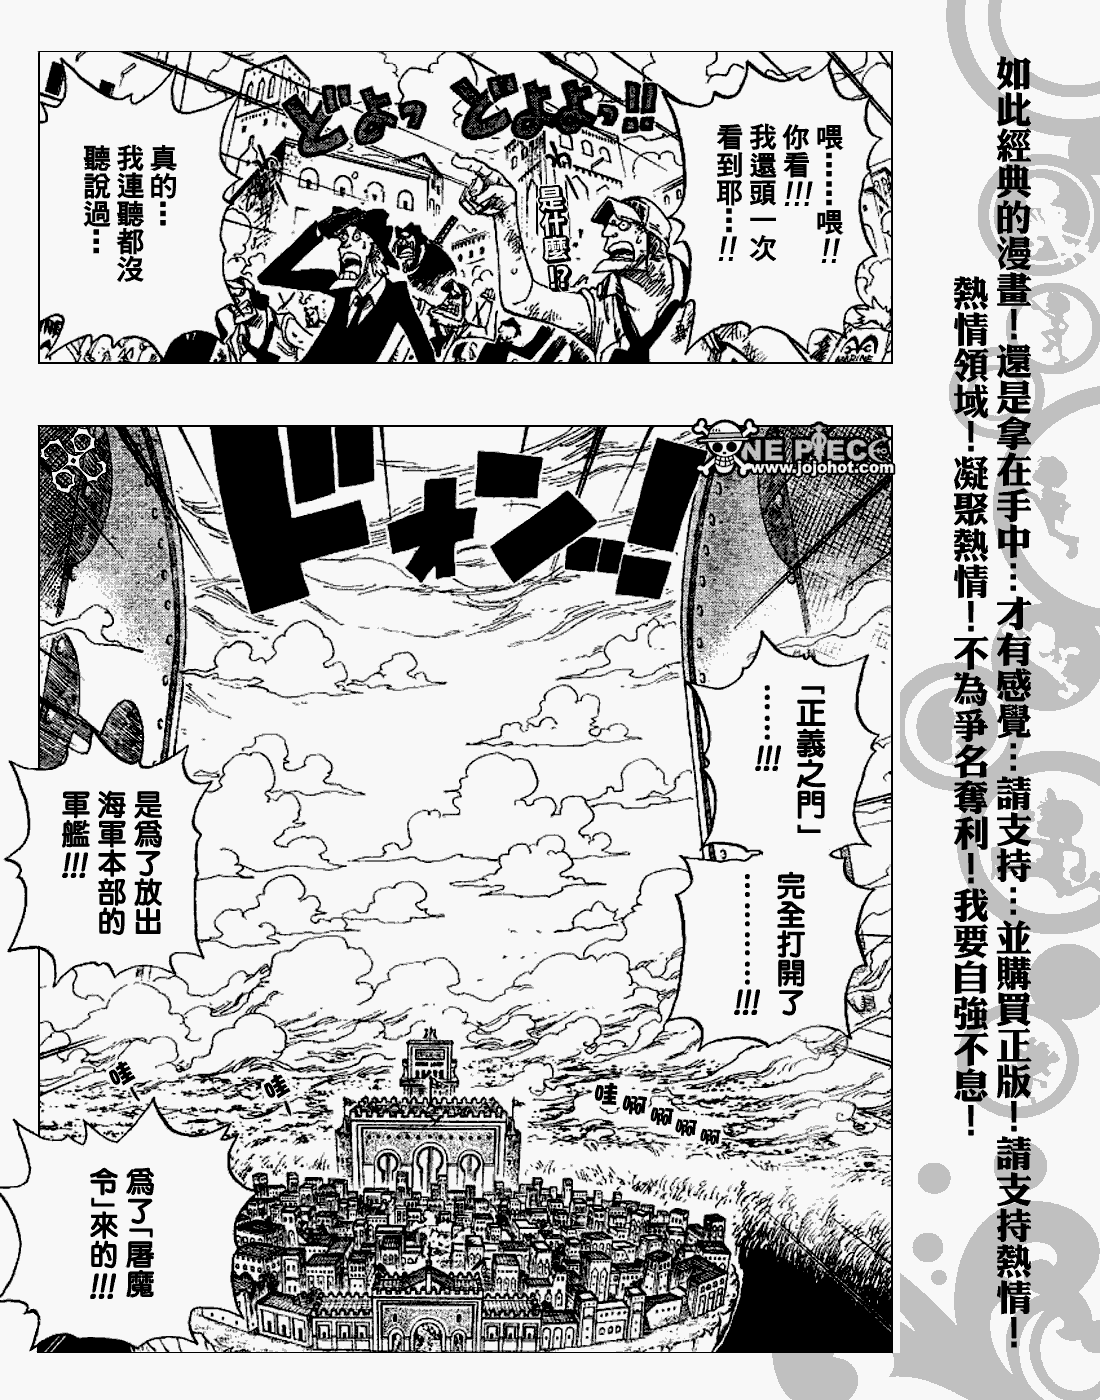 喂……喂!!
你看!!!
我還頭一次
看到耶…!!
どよっ どよよっ!!
是什麼!?
真的…
我連聽都沒
聽說過…
ドォン!!
ONE PIECE
www.jojohot.com
MARINE
「正義之門」
……!!!
完全打開了
…………!!!
是為了放出
海軍本部的
軍艦!!!
哇—
哇—
哇啊啊啊啊
為了「屠魔
令」來的!!!
如此經典的漫畫！還是拿在手中…才有感覺…請支持…並購買正版！請支持熱情！
熱情領域！凝聚熱情！不為爭名奪利！我要自強不息！